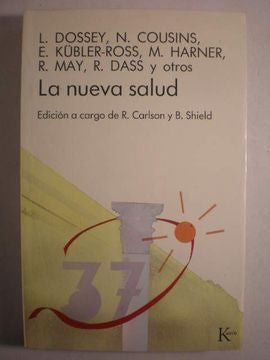 L. DOSSEY, N. COUSINS,
E. KÜBLER-ROSS, M. HARNER,
R. MAY, R. DASS y otros
La nueva salud
Edición a cargo de R. Carlson y B. Shield
37
K